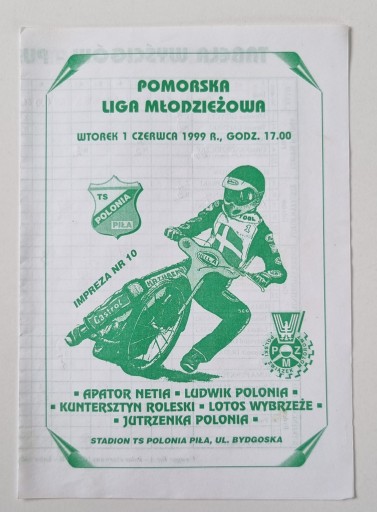 POMORSKA
LIGA MŁODZIEŻOWA
WTOREK 1 CZERWCA 1999 R., GODZ. 17.00
TS
POLONIA
PIŁA
IMPREZA NR 10
Castrol
P Z
M
▪ APATOR NETIA ▪ LUDWIK POLONIA ▪
▪ KUNTERSZTYN ROLESKI ▪ LOTOS WYBRZEŻE ▪
▪ JUTRZENKA POLONIA ▪
STADION TS POLONIA PIŁA, UL. BYDGOSKA